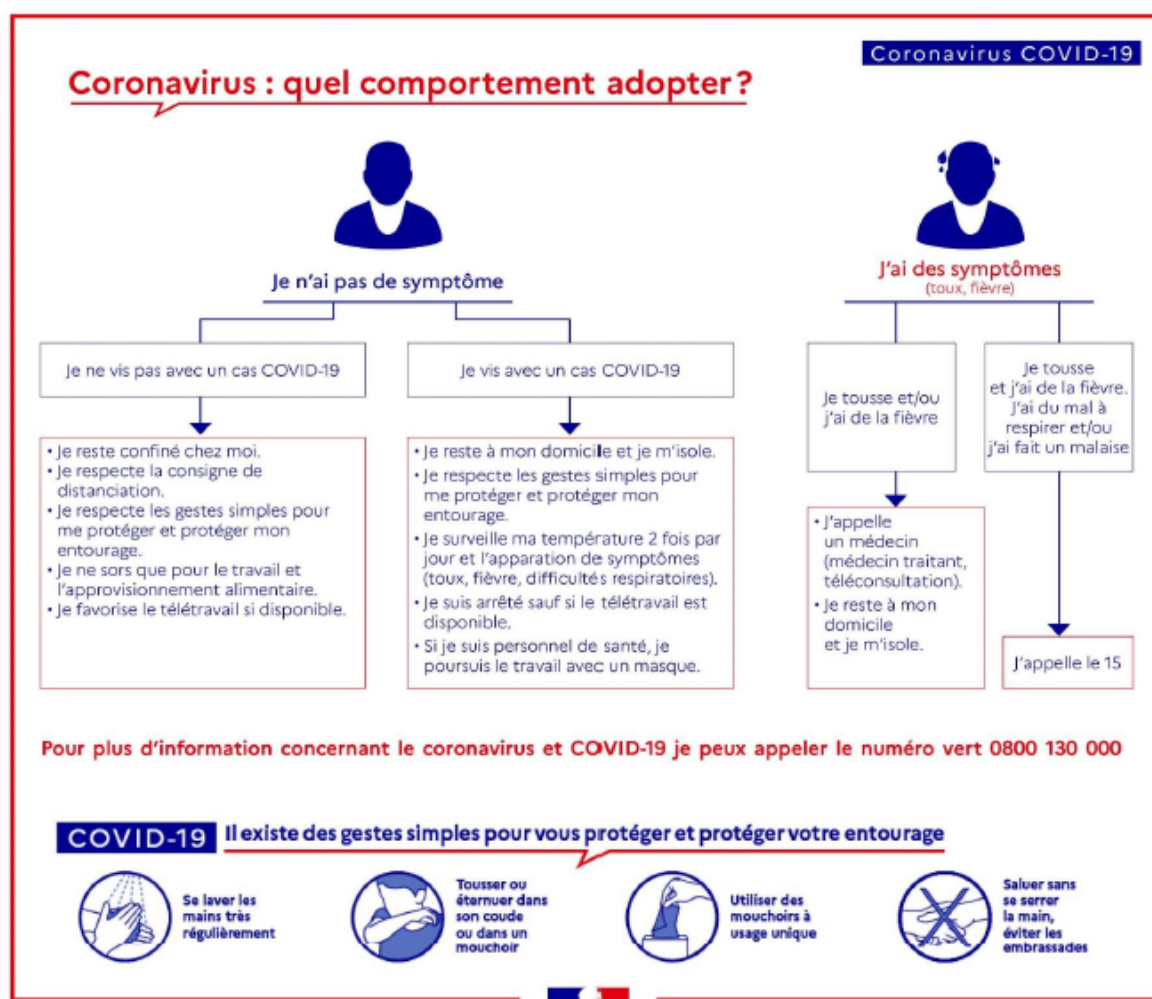 Coronavirus COVID-19
Coronavirus : quel comportement adopter ?
Je n'ai pas de symptôme
Je ne vis pas avec un cas COVID-19
• Je reste confiné chez moi.
• Je respecte la consigne de
distanciation.
• Je respecte les gestes simples pour
me protéger et protéger mon
entourage.
• Je ne sors que pour le travail et
l'approvisionnement alimentaire.
• Je favorise le télétravail si disponible.
Je vis avec un cas COVID-19
• Je reste à mon domicile et je m'isole.
• Je respecte les gestes simples pour
me protéger et protéger mon
entourage.
• Je surveille ma température 2 fois par
jour et l'apparation de symptômes
(toux, fièvre, difficultés respiratoires).
• Je suis arrêté sauf si le télétravail est
disponible.
• Si je suis personnel de santé, je
poursuis le travail avec un masque.
J'ai des symptômes
(toux, fièvre)
Je tousse et/ou
j'ai de la fièvre
• J'appelle
un médecin
(médecin traitant,
téléconsultation).
• Je reste à mon
domicile
et je m'isole.
Je tousse
et j'ai de la fièvre.
J'ai du mal à
respirer et/ou
j'ai fait un malaise
J'appelle le 15
Pour plus d'information concernant le coronavirus et COVID-19 je peux appeler le numéro vert 0800 130 000
COVID-19 Il existe des gestes simples pour vous protéger et protéger votre entourage
Se laver les
mains très
régulièrement
Tousser ou
éternuer dans
son coude
ou dans un
mouchoir
Utiliser des
mouchoirs à
usage unique
Saluer sans
se serrer
la main,
éviter les
embrassades